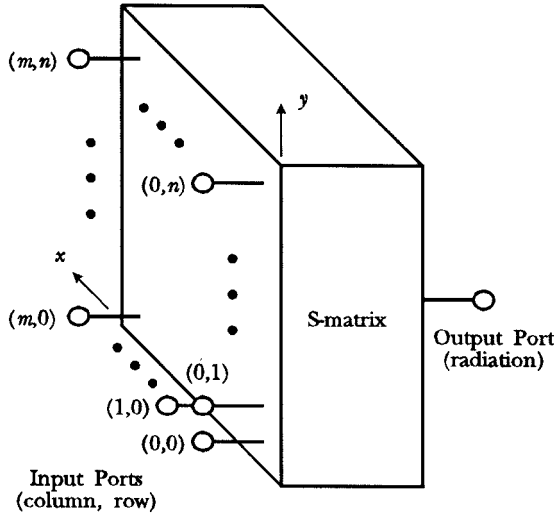 (m,n)
y
(0,n)
x
(m,0)
S-matrix
Output Port
(radiation)
(0,1)
(1,0)
(0,0)
Input Ports
(column, row)